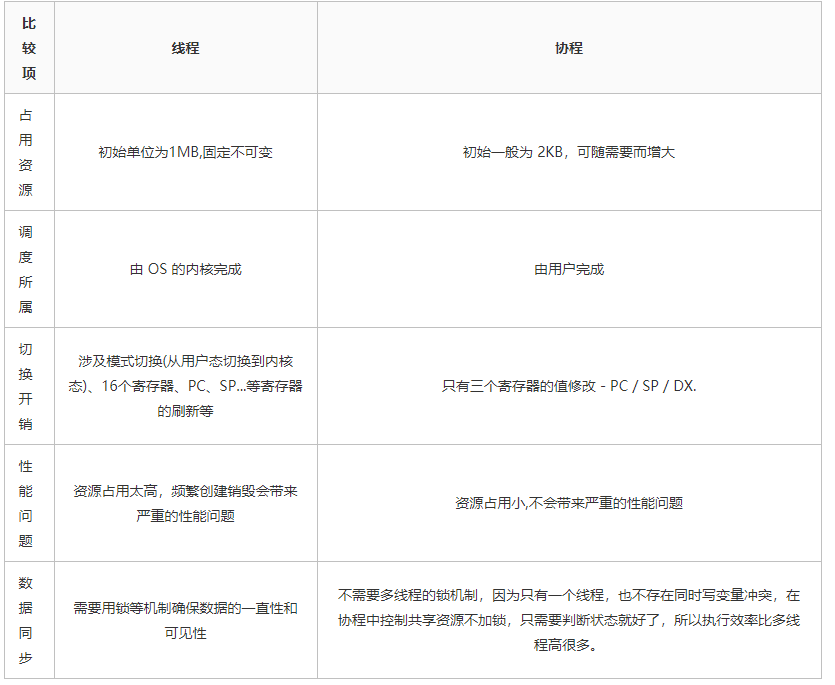 比
较
项
线程
协程
占
用
资
源
初始单位为1MB,固定不可变
初始一般为 2KB，可随需要而增大
调
度
所
属
由 OS 的内核完成
由用户完成
切
换
开
销
涉及模式切换(从用户态切换到内核
态)、16个寄存器、PC、SP...等寄存器
的刷新等
只有三个寄存器的值修改 - PC / SP / DX.
性
能
问
题
资源占用太高，频繁创建销毁会带来
严重的性能问题
资源占用小,不会带来严重的性能问题
数
据
同
步
需要用锁等机制确保数据的一直性和
可见性
不需要多线程的锁机制，因为只有一个线程，也不存在同时写变量冲突，在
协程中控制共享资源不加锁，只需要判断状态就好了，所以执行效率比多线
程高很多。